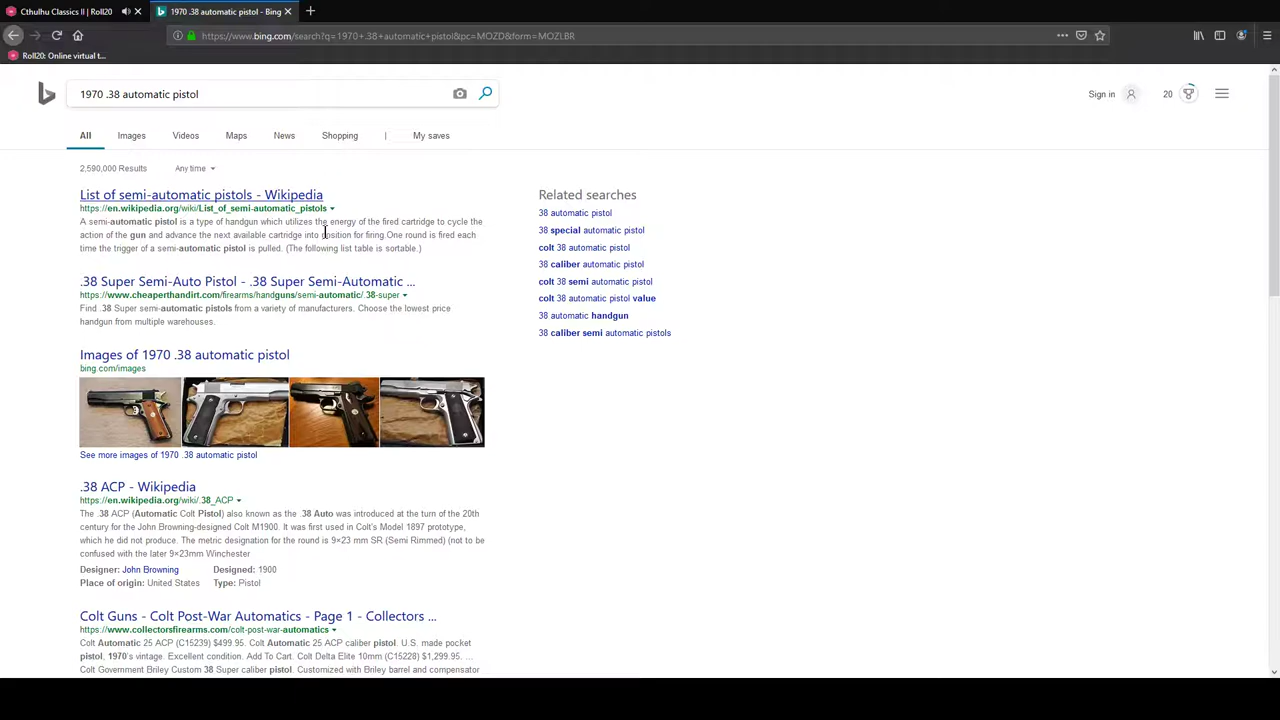 Cthulhu Classics II | Roll20
1970 .38 automatic pistol - Bing
https://www.bing.com/search?q=1970+.38+automatic+pistol&pc=MOZD&form=MOZLBR
Roll20: Online virtual t...
1970 .38 automatic pistol
Sign in
20
All Images Videos Maps News Shopping | My saves
2,590,000 Results Any time
List of semi-automatic pistols - Wikipedia
https://en.wikipedia.org/wiki/List_of_semi-automatic_pistols
A semi-automatic pistol is a type of handgun which utilizes the energy of the fired cartridge to cycle the
action of the gun and advance the next available cartridge into position for firing.One round is fired each
time the trigger of a semi-automatic pistol is pulled. (The following list table is sortable.)
.38 Super Semi-Auto Pistol - .38 Super Semi-Automatic ...
https://www.cheaperthandirt.com/firearms/handguns/semi-automatic/.38-super
Find .38 Super semi-automatic pistols from a variety of manufacturers. Choose the lowest price
handgun from multiple warehouses.
Images of 1970 .38 automatic pistol
bing.com/images
See more images of 1970 .38 automatic pistol
.38 ACP - Wikipedia
https://en.wikipedia.org/wiki/.38_ACP
The .38 ACP (Automatic Colt Pistol) also known as the .38 Auto was introduced at the turn of the 20th
century for the John Browning-designed Colt M1900. It was first used in Colt's Model 1897 prototype,
which he did not produce. The metric designation for the round is 9×23 mm SR (Semi Rimmed) (not to be
confused with the later 9×23mm Winchester
Designer: John Browning Designed: 1900
Place of origin: United States Type: Pistol
Colt Guns - Colt Post-War Automatics - Page 1 - Collectors ...
https://www.collectorsfirearms.com/colt-post-war-automatics
Colt Automatic 25 ACP (C15239) $499.95. Colt Automatic 25 ACP caliber pistol. U.S. made pocket
pistol. 1970's vintage. Excellent condition. Add To Cart. Colt Delta Elite 10mm (C15228) $1,299.95. ...
Colt Government Briley Custom 38 Super caliber pistol. Customized with Briley barrel and compensator
Related searches
38 automatic pistol
38 special automatic pistol
colt 38 automatic pistol
38 caliber automatic pistol
colt 38 semi automatic pistol
colt 38 automatic pistol value
38 automatic handgun
38 caliber semi automatic pistols